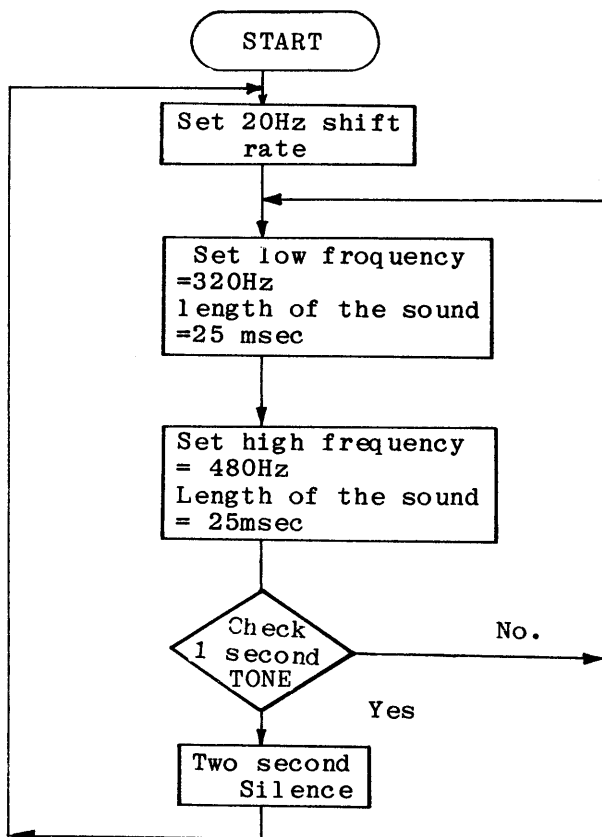 START
Set 20Hz shift
rate
Set low froquency
=320Hz
length of the sound
=25 msec
Set high frequency
= 480Hz
Length of the sound
= 25msec
Check
1 second
TONE
No.
Yes
Two second
Silence